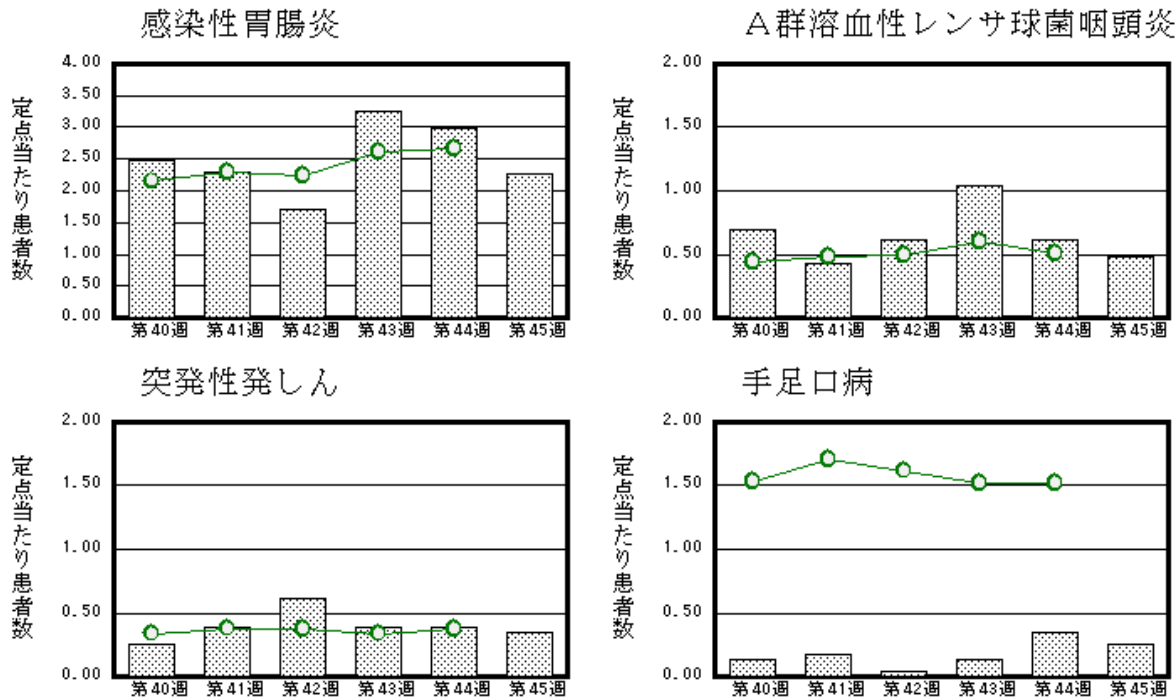 感染性胃腸炎
定点当たり患者数
4.00
3.50
3.00
2.50
2.00
1.50
1.00
0.50
0.00
第40週 第41週 第42週 第43週 第44週 第45週
A群溶血性レンサ球菌咽頭炎
定点当たり患者数
2.00
1.50
1.00
0.50
0.00
第40週 第41週 第42週 第43週 第44週 第45週
突発性発しん
定点当たり患者数
2.00
1.50
1.00
0.50
0.00
第40週 第41週 第42週 第43週 第44週 第45週
手足口病
定点当たり患者数
2.00
1.50
1.00
0.50
0.00
第40週 第41週 第42週 第43週 第44週 第45週